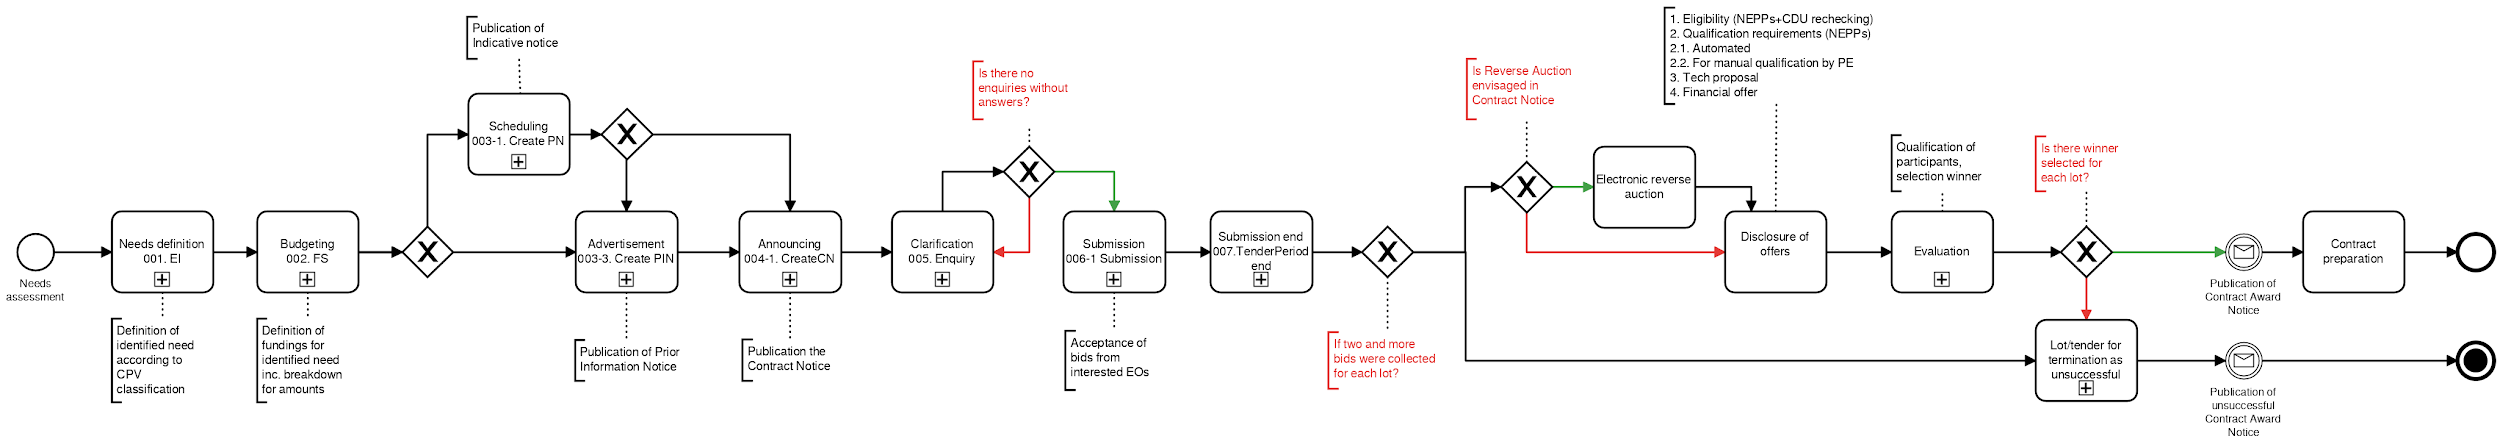 Needs
assessment
Needs definition
001. EI
Definition of
identified need
according to
CPV
classification
Budgeting
002. FS
Definition of
fundings for
identified need
inc. breakdown
for amounts
Publication of
Indicative notice
Scheduling
003-1. Create PN
Advertisement
003-3. Create PIN
Publication of Prior
Information Notice
Announcing
004-1. CreateCN
Publication the
Contract Notice
Clarification
005. Enquiry
Is there no
enquiries without
answers?
Submission
006-1 Submission
Acceptance of
bids from
interested EOs
Submission end
007.TenderPeriod
end
If two and more
bids were collected
for each lot?
Is Reverse Auction
envisaged in
Contract Notice
Electronic reverse
auction
1. Eligibility (NEPPs+CDU rechecking)
2. Qualification requirements (NEPPs)
2.1. Automated
2.2. For manual qualification by PE
3. Tech proposal
4. Financial offer
Disclosure of
offers
Qualification of
participants,
selection winner
Evaluation
Is there winner
selected for
each lot?
Publication of
Contract Award
Notice
Contract
preparation
Lot/tender for
termination as
unsuccessful
Publication of
unsuccessful
Contract Award
Notice